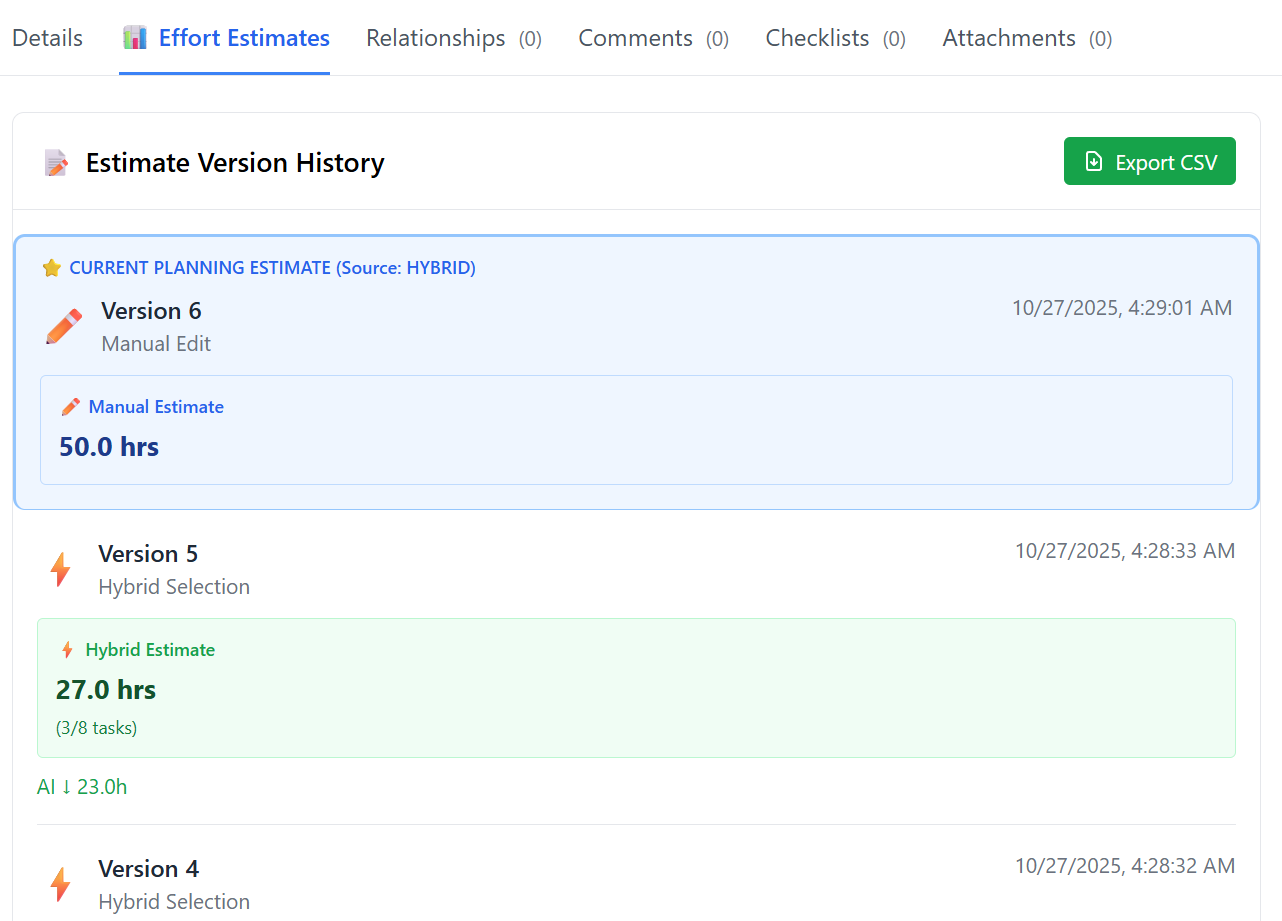 Details Effort Estimates Relationships (0) Comments (0) Checklists (0) Attachments (0)
Estimate Version History
Export CSV
CURRENT PLANNING ESTIMATE (Source: HYBRID)
Version 6
10/27/2025, 4:29:01 AM
Manual Edit
Manual Estimate
50.0 hrs
Version 5
10/27/2025, 4:28:33 AM
Hybrid Selection
Hybrid Estimate
27.0 hrs
(3/8 tasks)
AI ↓ 23.0h
Version 4
10/27/2025, 4:28:32 AM
Hybrid Selection